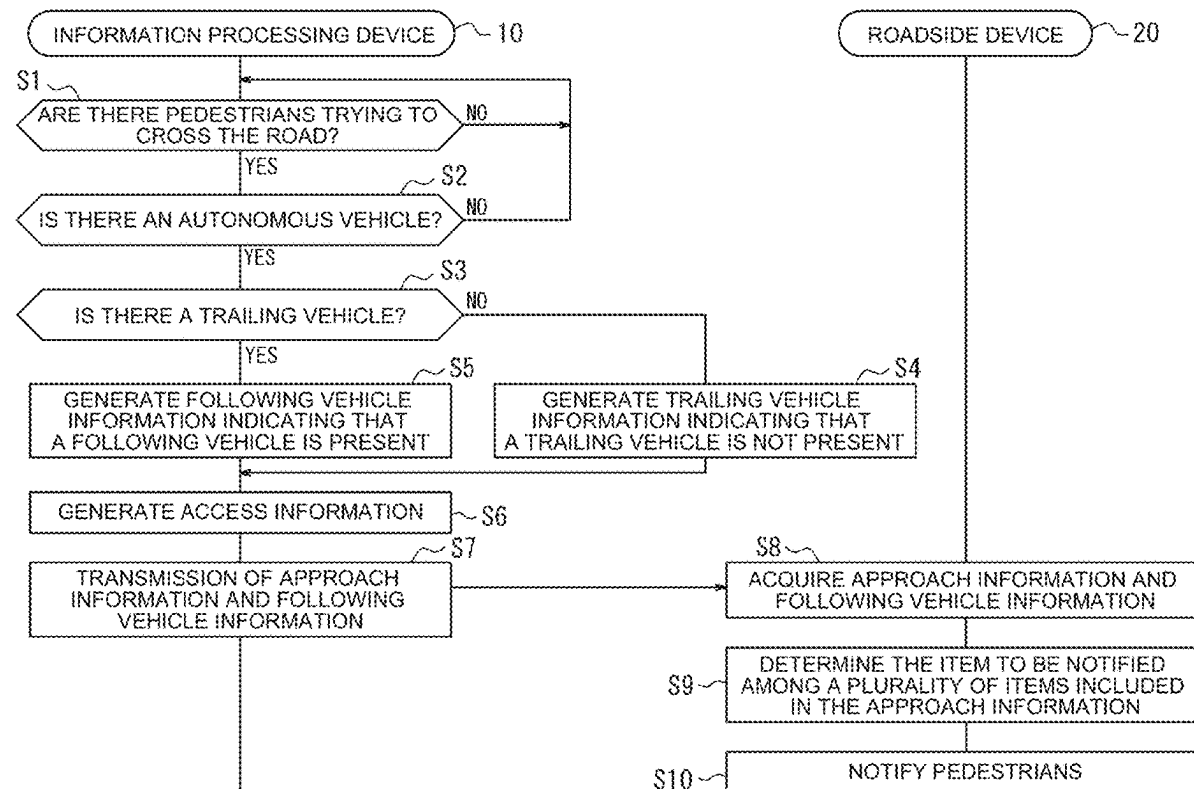 INFORMATION PROCESSING DEVICE
10
ROADSIDE DEVICE
20
S1
ARE THERE PEDESTRIANS TRYING TO
CROSS THE ROAD?
NO
YES
S2
IS THERE AN AUTONOMOUS VEHICLE?
NO
YES
S3
IS THERE A TRAILING VEHICLE?
NO
YES
S5
GENERATE FOLLOWING VEHICLE
INFORMATION INDICATING THAT
A FOLLOWING VEHICLE IS PRESENT
S4
GENERATE TRAILING VEHICLE
INFORMATION INDICATING THAT
A TRAILING VEHICLE IS NOT PRESENT
GENERATE ACCESS INFORMATION
S6
S7
TRANSMISSION OF APPROACH
INFORMATION AND FOLLOWING
VEHICLE INFORMATION
S8
ACQUIRE APPROACH INFORMATION AND
FOLLOWING VEHICLE INFORMATION
S9
DETERMINE THE ITEM TO BE NOTIFIED
AMONG A PLURALITY OF ITEMS INCLUDED
IN THE APPROACH INFORMATION
S10
NOTIFY PEDESTRIANS